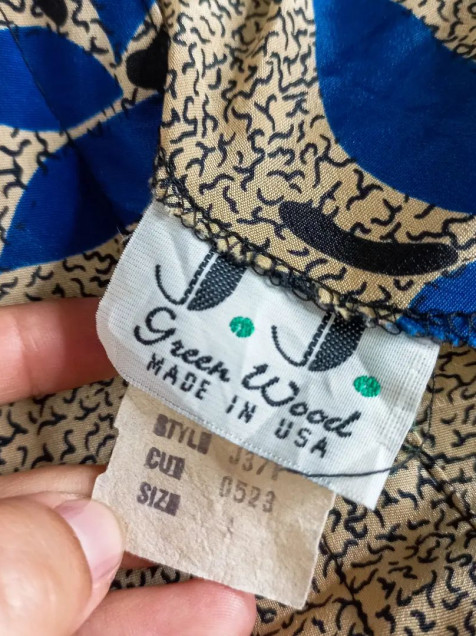 J.J.
Green Wood
MADE IN USA
STYLE J37
CUT 0523
SIZE